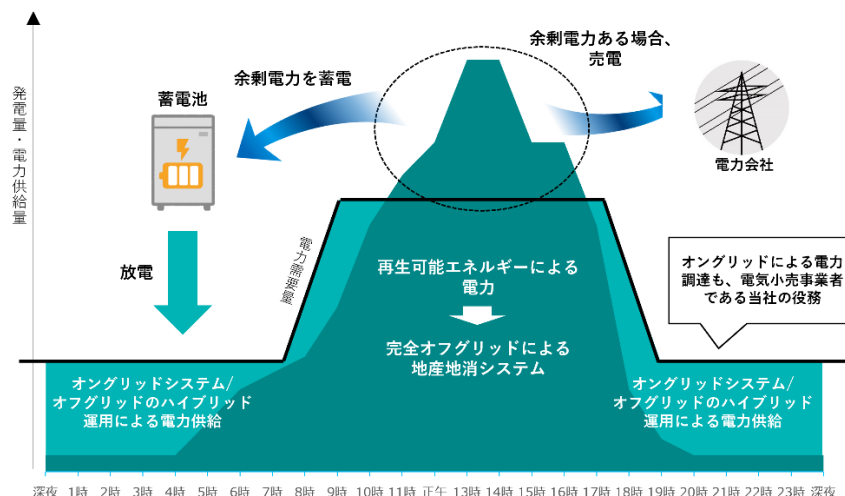 発電量・電力供給量
余剰電力ある場合、
売電
余剰電力を蓄電
蓄電池
電力会社
放電
電力需要量
再生可能エネルギーによる
電力
完全オフグリッドによる
地産地消システム
オングリッドによる電力
調達も、電気小売事業者
である当社の役務
オングリッドシステム/
オフグリッドのハイブリッド
運用による電力供給
オングリッドシステム/
オフグリッドのハイブリッド
運用による電力供給
深夜 1時 2時 3時 4時 5時 6時 7時 8時 9時 10時 11時 正午 13時 14時 15時 16時 17時 18時 19時 20時 21時 22時 23時 深夜